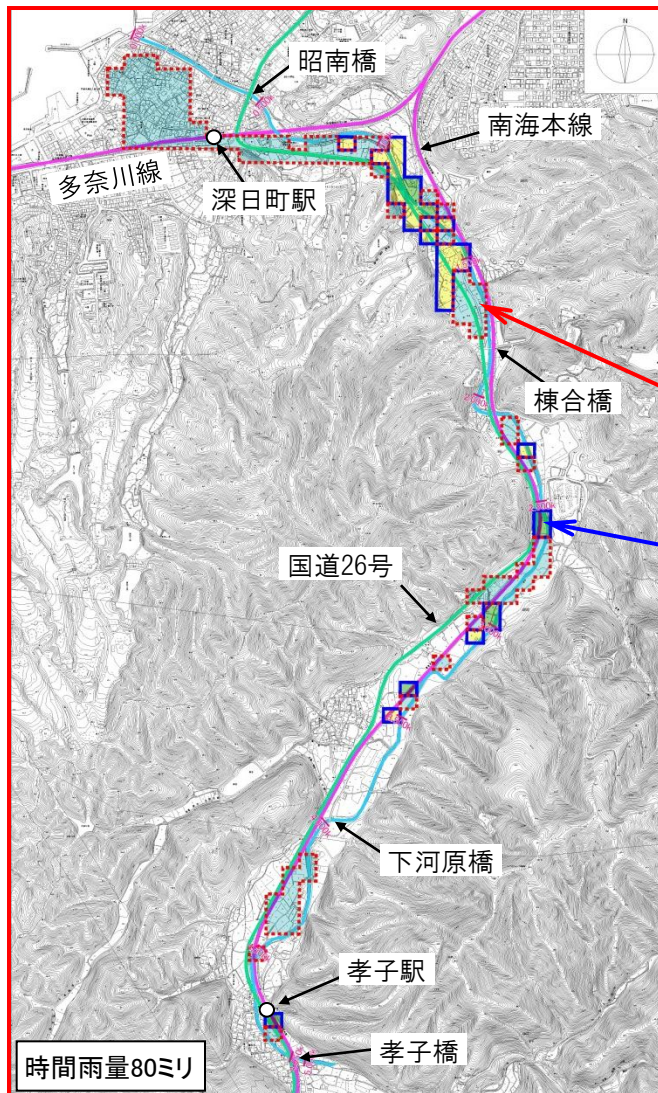 N
昭南橋
南海本線
多奈川線
深日町駅
棟合橋
国道26号
下河原橋
孝子駅
孝子橋
時間雨量80ミリ